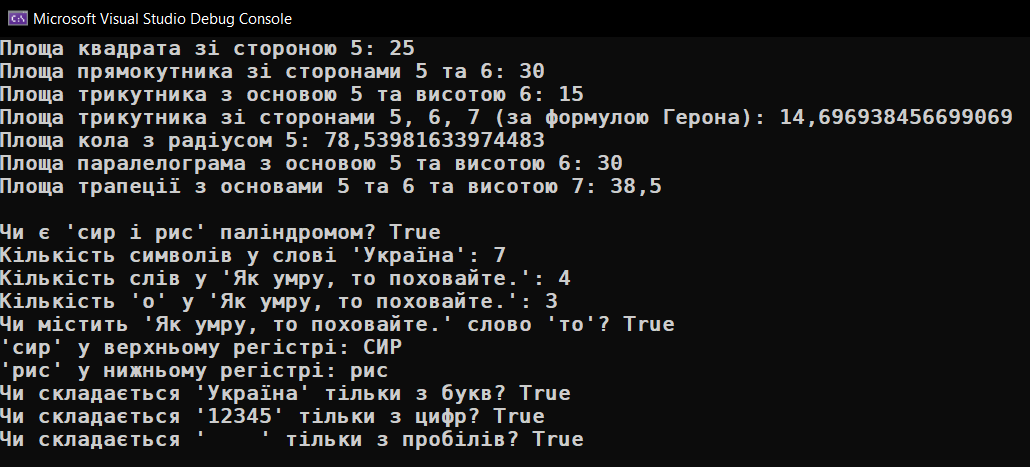 Microsoft Visual Studio Debug Console
Площа квадрата зі стороною 5: 25
Площа прямокутника зі сторонами 5 та 6: 30
Площа трикутника з основою 5 та висотою 6: 15
Площа трикутника зі сторонами 5, 6, 7 (за формулою Герона): 14,696938456699069
Площа кола з радіусом 5: 78,53981633974483
Площа паралелограма з основою 5 та висотою 6: 30
Площа трапеції з основами 5 та 6 та висотою 7: 38,5
Чи є 'сир і рис' паліндромом? True
Кількість символів у слові 'Україна': 7
Кількість слів у 'Як умру, то поховайте.': 4
Кількість 'о' у 'Як умру, то поховайте.': 3
Чи містить 'Як умру, то поховайте.' слово 'то'? True
'сир' у верхньому регістрі: СИР
'рис' у нижньому регістрі: рис
Чи складається 'Україна' тільки з букв? True
Чи складається '12345' тільки з цифр? True
Чи складається '    ' тільки з пробілів? True